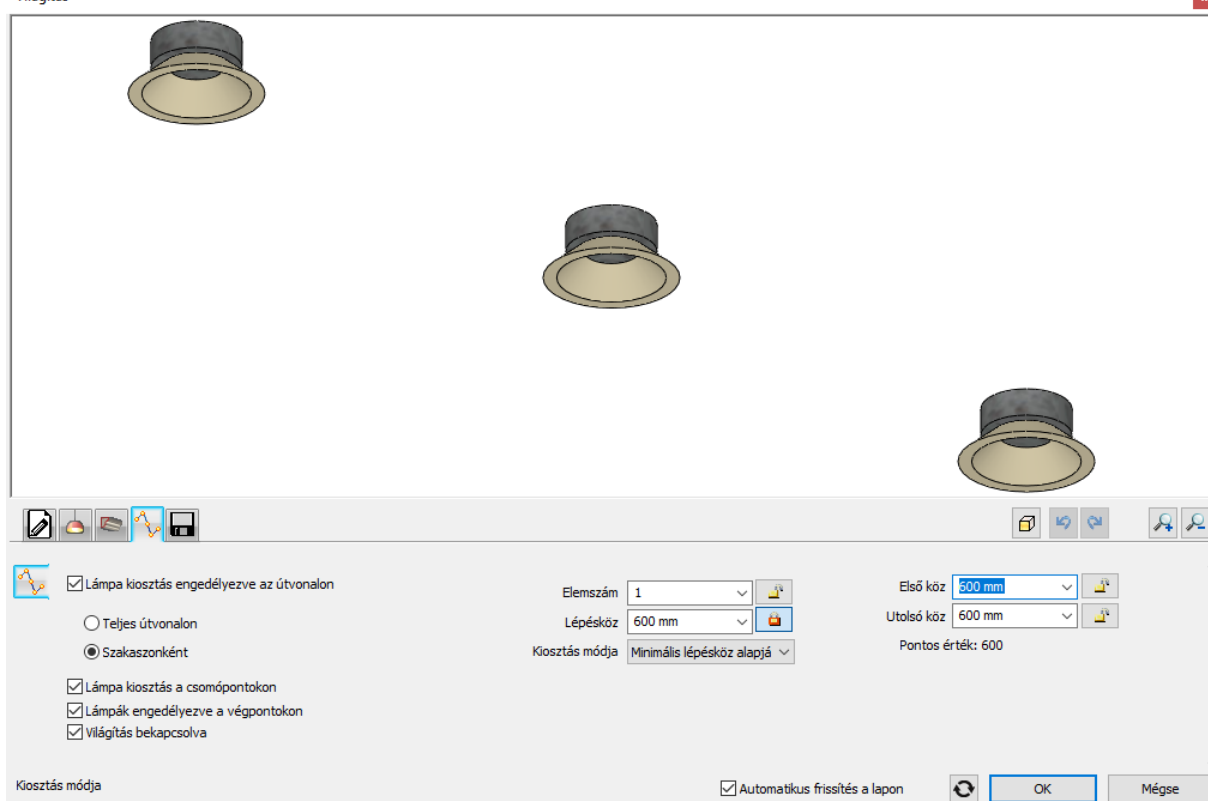 Lámpa kiosztás engedélyezve az útvonalon
Teljes útvonalon
Szakaszonként
Lámpa kiosztás a csomópontokon
Lámpák engedélyezve a végpontokon
Világítás bekapcsolva
Elemszám 1
Lépésköz 600 mm
Kiosztás módja Minimális lépésköz alapjá
Első köz 600 mm
Utolsó köz 600 mm
Pontos érték: 600
Kiosztás módja
Automatikus frissítés a lapon
OK
Mégse